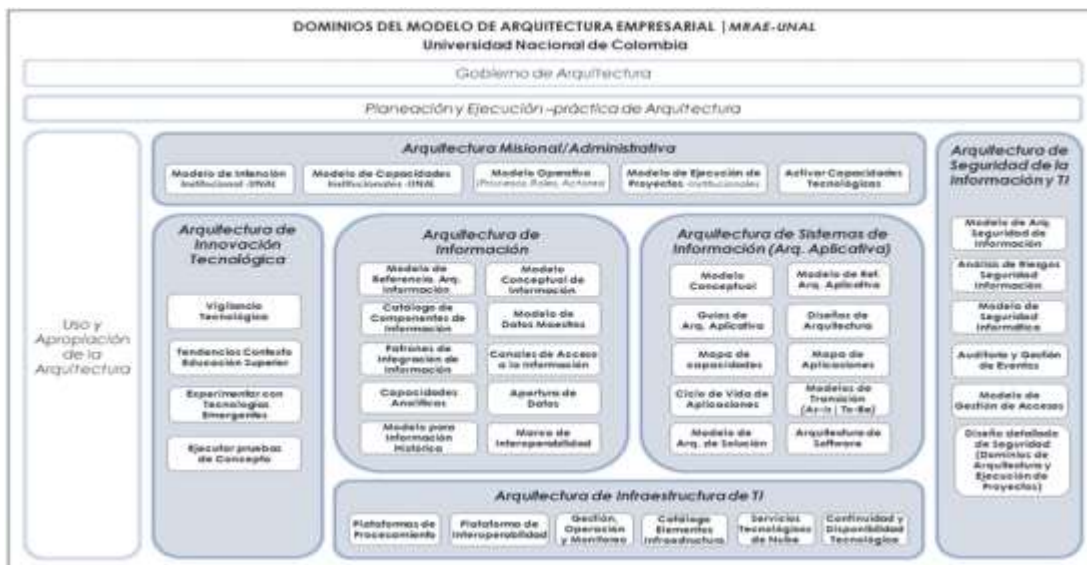 DOMINIOS DEL MODELO DE ARQUITECTURA EMPRESARIAL | MRAE-UNAL
Universidad Nacional de Colombia
Gobierno de Arquitectura
Planeación y Ejecución –práctica de Arquitectura
Uso y
Apropiación
de la
Arquitectura
Arquitectura Misional/Administrativa
Modelo de Intención
Institucional -UNAL
Modelo de Capacidades
Institucionales -UNAL
Modelo Operativo
(Procesos, Roles, Actores)
Modelo de Ejecución de
Proyectos -Institucionales
Activar Capacidades
Tecnológicas
Arquitectura de
Innovación
Tecnológica
Vigilancia
Tecnológica
Tendencias Contexto
Educación Superior
Experimentar con
Tecnologías
Emergentes
Ejecutar pruebas
de Concepto
Arquitectura de
Información
Modelo de
Referencia. Arq.
Información
Modelo
Conceptual de
Información
Catálogo de
Componentes de
Información
Modelo de
Datos Maestros
Patrones de
Integración de
Información
Canales de Acceso
a la Información
Capacidades
Analíticas
Apertura de
Datos
Modelo para
Información
Histórica
Marco de
Interoperabilidad
Arquitectura de Sistemas de
Información (Arq. Aplicativa)
Modelo
Conceptual
Modelo de Ref.
Arq. Aplicativa
Guías de
Arq. Aplicativa
Diseños de
Arquitectura
Mapa de
capacidades
Mapa de
Aplicaciones
Ciclo de Vida de
Aplicaciones
Modelos de
Transición
(As-Is | To-Be)
Modelo de
Arq. de Solución
Arquitectura de
Software
Arquitectura de Infraestructura de TI
Plataformas de
Procesamiento
Plataforma de
Interoperabilidad
Gestión,
Operación
y Monitoreo
Catálogo
Elementos
Infraestructura
Servicios
Tecnológicos
de Nube
Continuidad y
Disponibilidad
Tecnológica
Arquitectura de
Seguridad de la
Información y TI
Modelo de Arq
Seguridad de
Información
Análisis de Riesgos
Seguridad
Información
Modelo de
Seguridad
Informática
Auditoría y Gestión
de Eventos
Modelo de
Gestión de Accesos
Diseño detallado
de Seguridad
(Dominios de
Arquitectura y
Ejecución de
Proyectos)